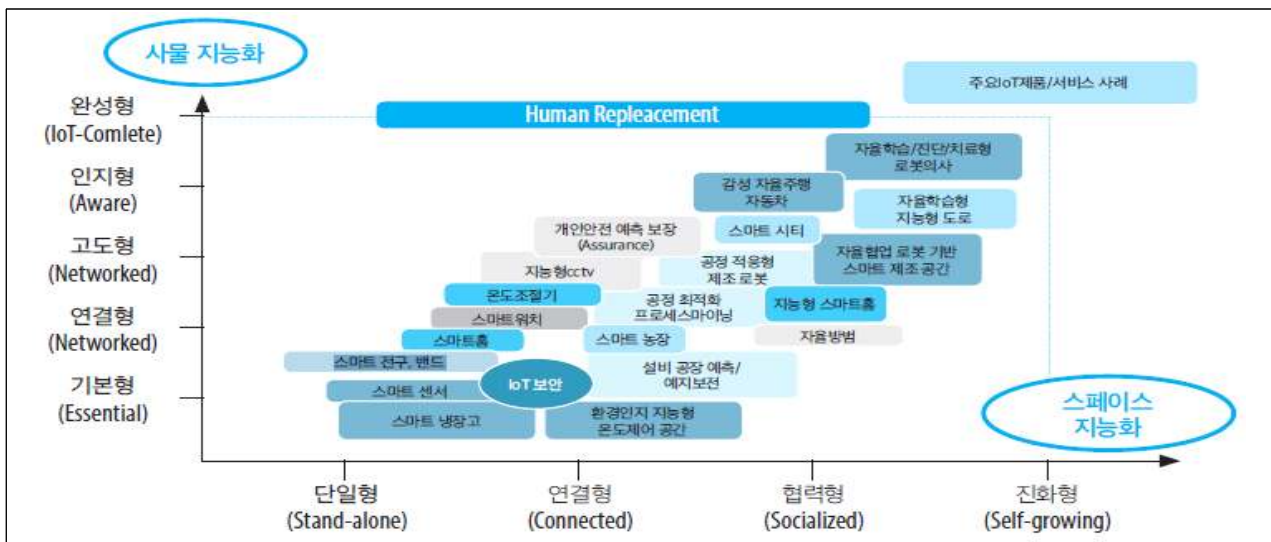 사물 지능화
주요IoT제품/서비스 사례
완성형
(IoT-Comlete)
Human Repleacement
자율학습/진단/치료형
로봇의사
인지형
(Aware)
감성 자율주행
자동차
자율학습형
지능형 도로
개인안전 예측 보장
(Assurance)
스마트 시티
고도형
(Networked)
자율협업 로봇 기반
스마트 제조 공간
지능형cctv
공정 적응형
제조 로봇
온도조절기
공정 최적화
프로세스마이닝
지능형 스마트홈
연결형
(Networked)
스마트워치
스마트홈
스마트 농장
자율방범
스마트 전구, 밴드
기본형
(Essential)
스마트 센서
IoT 보안
설비 공장 예측/
예지보전
스마트 냉장고
환경인지 지능형
온도제어 공간
스페이스
지능화
단일형
(Stand-alone)
연결형
(Connected)
협력형
(Socialized)
진화형
(Self-growing)